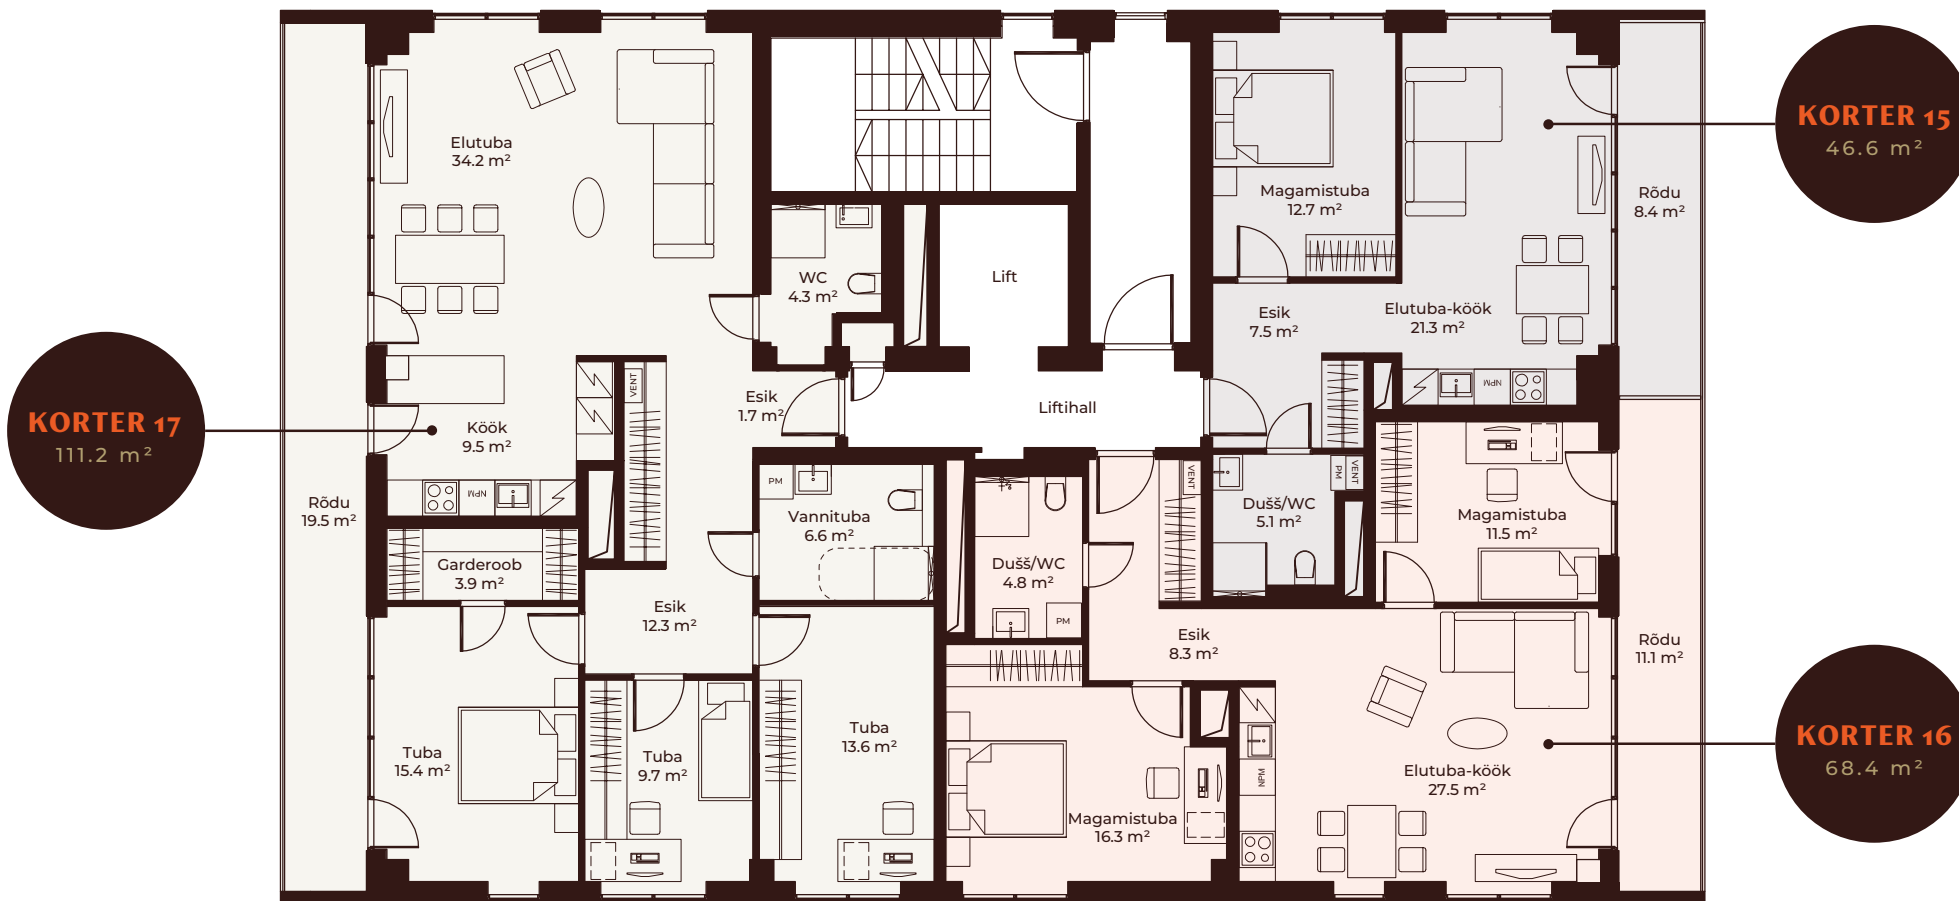 Elutuba
34.2 m²
WC
4.3 m²
Lift
Magamistuba
12.7 m²
Rõdu
8.4 m²
KORTER 15
46.6 m²
Esik
7.5 m²
Elutuba-köök
21.3 m²
VENT
Esik
1.7 m²
Liftihall
NPM
KORTER 17
111.2 m²
Köök
9.5 m²
NPM
Rõdu
19.5 m²
PM
Vannituba
6.6 m²
VENT
Dušš/WC
5.1 m²
PM
VENT
Magamistuba
11.5 m²
Garderoob
3.9 m²
Dušš/WC
4.8 m²
PM
Esik
12.3 m²
Esik
8.3 m²
Rõdu
11.1 m²
Tuba
15.4 m²
Tuba
9.7 m²
Tuba
13.6 m²
Magamistuba
16.3 m²
NPM
Elutuba-köök
27.5 m²
KORTER 16
68.4 m²